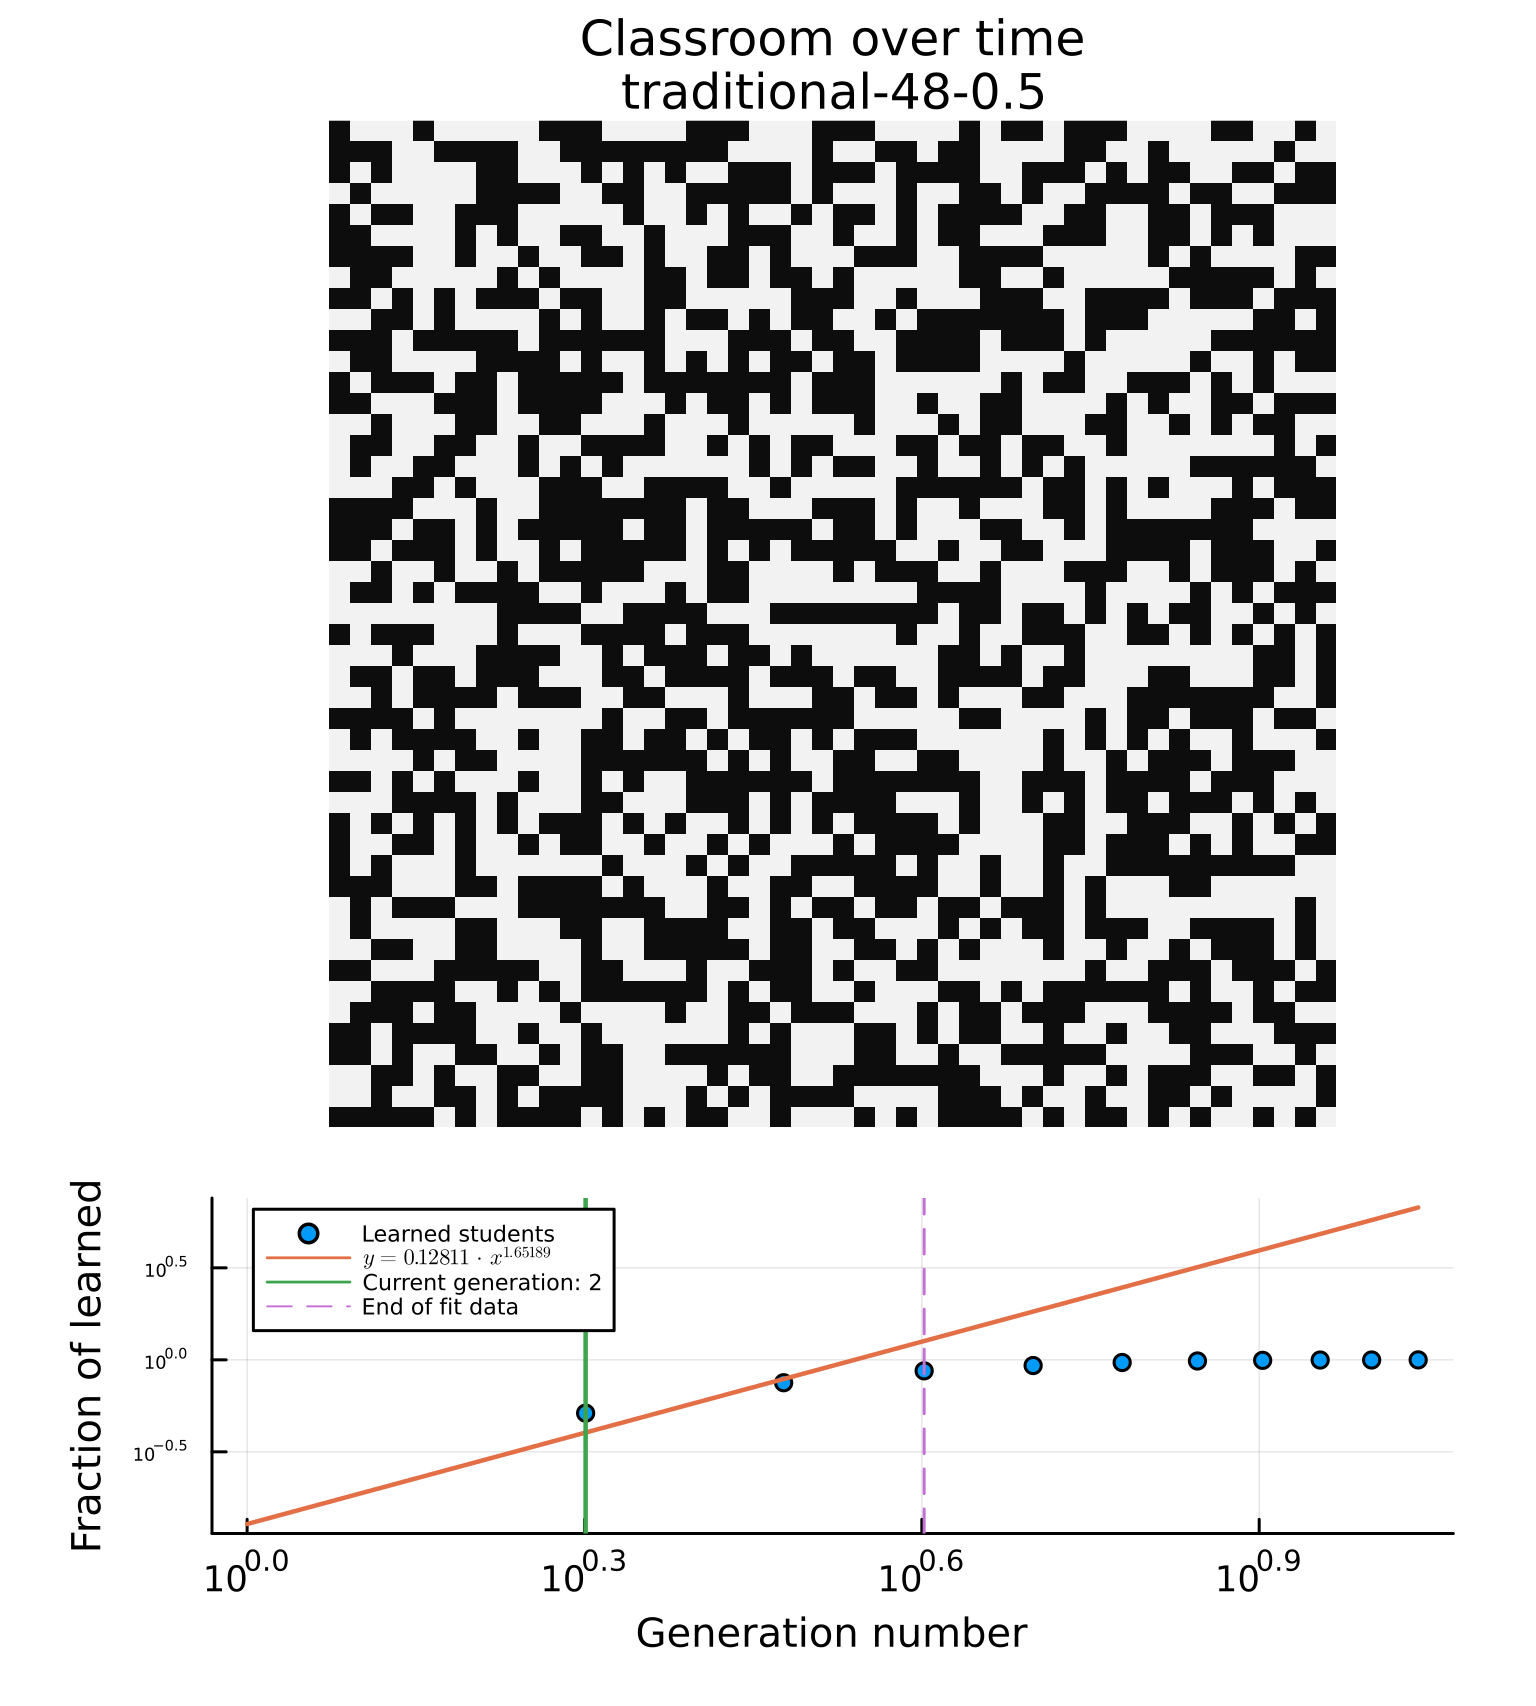 Classroom over time
traditional-48-0.5
Fraction of learned
Learned students
y = 0.12811 · x^1.65189
Current generation: 2
End of fit data
10^0.5
10^0.0
10^−0.5
10^0.0 10^0.3 10^0.6 10^0.9
Generation number